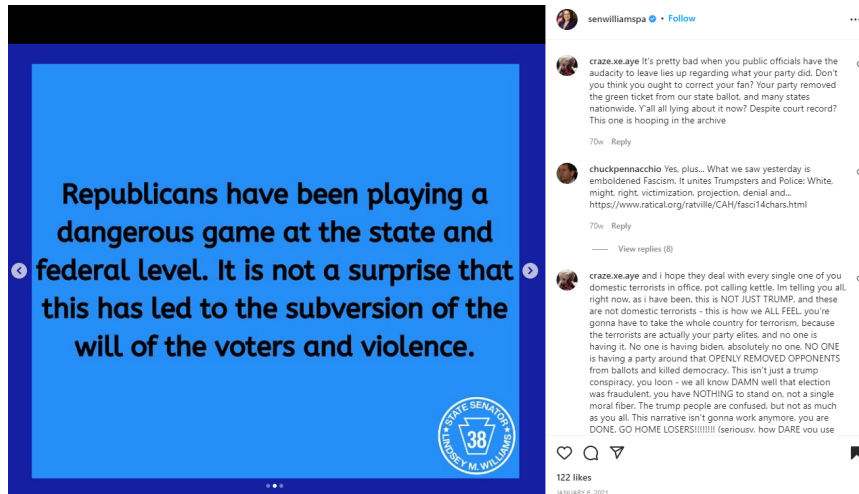 senwilliamspa • Follow
Republicans have been playing a
dangerous game at the state and
federal level. It is not a surprise that
this has led to the subversion of the
will of the voters and violence.
STATE SENATOR
38
LINDSEY M. WILLIAMS
craze.xe.aye It's pretty bad when you public officials have the
audacity to leave lies up regarding what your party did. Don't
you think you ought to correct your fan? Your party removed
the green ticket from our state ballot, and many states
nationwide. Y'all all lying about it now? Despite court record?
This one is hooping in the archive
70w Reply
chuckpennacchio Yes, plus... What we saw yesterday is
emboldened Fascism. It unites Trumpsters and Police: White,
might, right, victimization, projection, denial and...
https://www.ratical.org/ratville/CAH/fasci14chars.html
70w Reply
View replies (8)
craze.xe.aye and i hope they deal with every single one of you
domestic terrorists in office, pot calling kettle. Im telling you all,
right now, as i have been, this is NOT JUST TRUMP, and these
are not domestic terrorists - this is how we ALL FEEL. you're
gonna have to take the whole country for terrorism, because
the terrorists are actually your party elites, and no one is
having it. No one is having biden, absolutely no one. NO ONE
is having a party around that OPENLY REMOVED OPPONENTS
from ballots and killed democracy. This isn't just a trump
conspiracy, you loon - we all know DAMN well that election
was fraudulent. you have NOTHING to stand on, not a single
moral fiber. The trump people are confused, but not as much
as you all. This narrative isn't gonna work anymore. you are
DONE. GO HOME LOSERS!!!!!!!! (seriousy, how DARE you use
122 likes
JANUARY 6, 2021